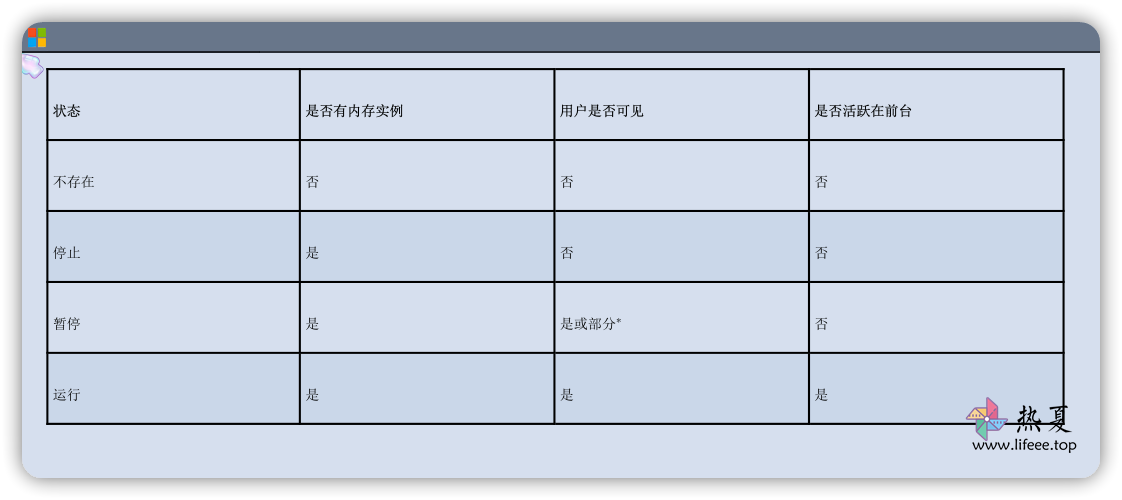 状态 是否有内存实例 用户是否可见 是否活跃在前台
不存在 否 否 否
停止 是 否 否
暂停 是 是或部分* 否
运行 是 是 是
热夏
www.lifeee.top